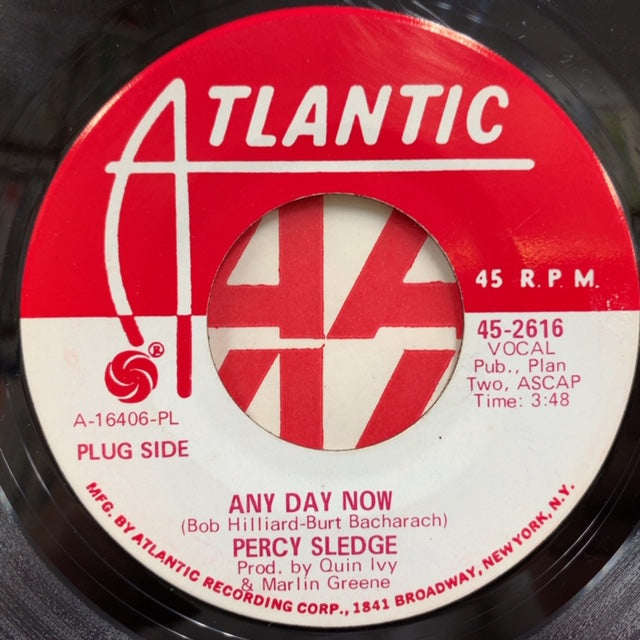 ATLANTIC
45 R.P.M.
®
45-2616
VOCAL
Pub., Plan
Two, ASCAP
Time: 3:48
A-16406-PL
PLUG SIDE
ANY DAY NOW
(Bob Hilliard-Burt Bacharach)
PERCY SLEDGE
Prod. by Quin Ivy
& Marlin Greene
MFG. BY ATLANTIC RECORDING CORP., 1841 BROADWAY, NEW YORK, N.Y.